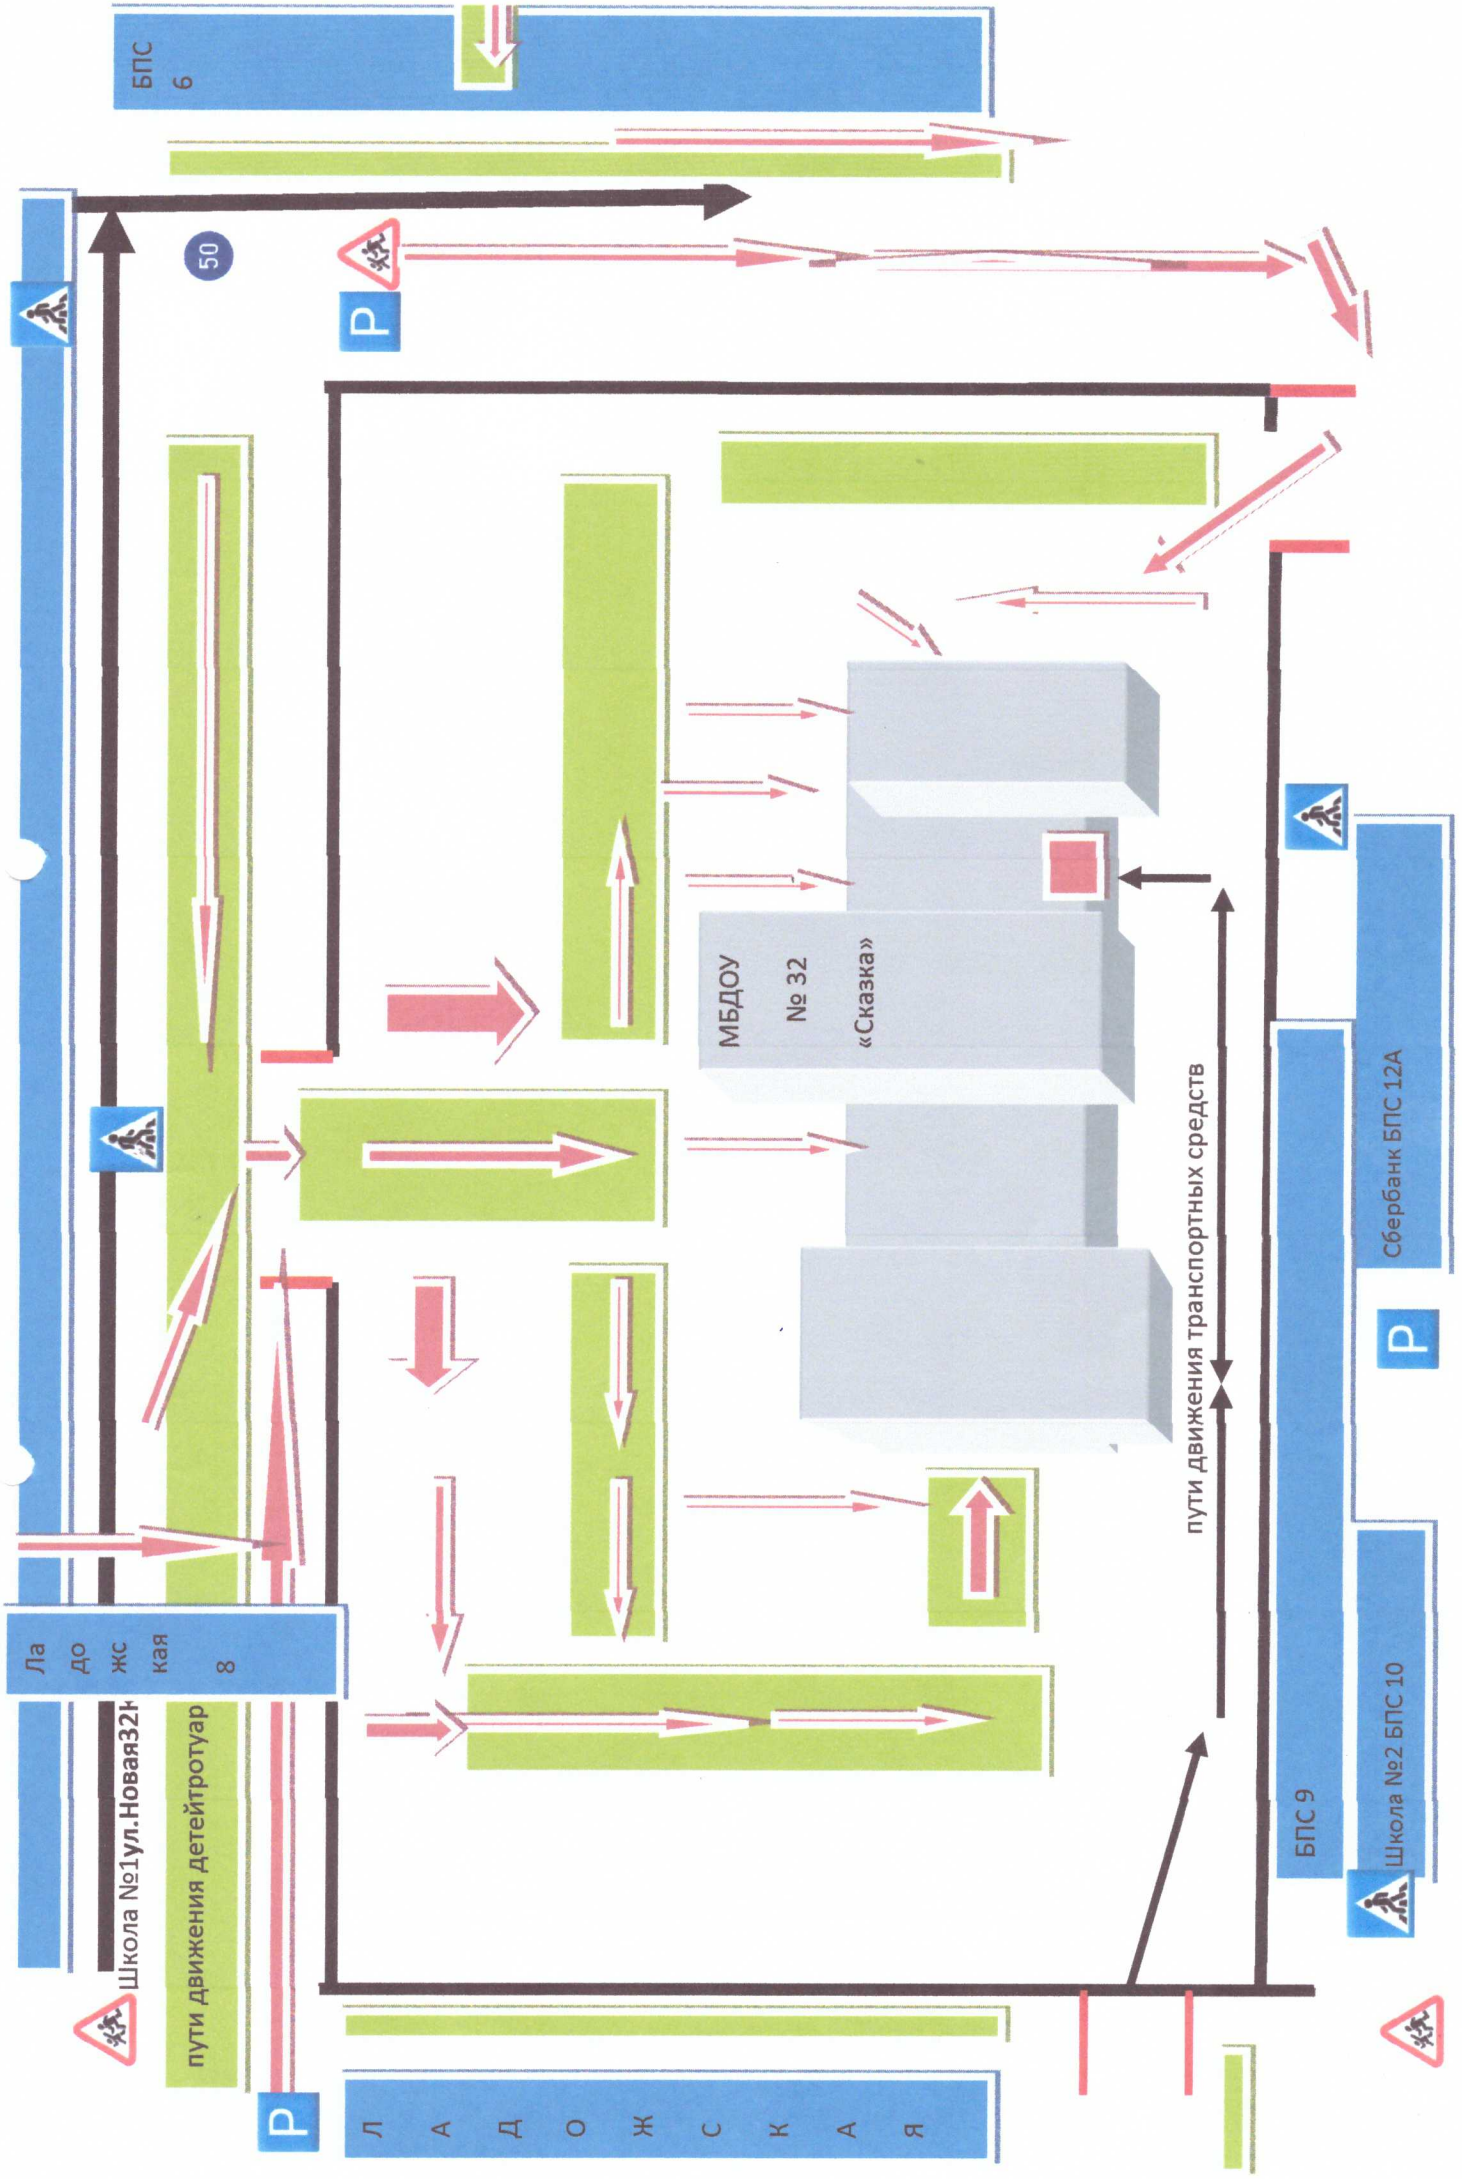 БПС
6
50
P
Ла
до
жс
кая
8
Школа №1ул.Новая32н
пути движения детейтротуар
P
Л
А
Д
О
Ж
С
К
А
Я
МБДОУ
№ 32
«Сказка»
пути движения транспортных средств
БПС 9
Школа №2 БПС 10
P
Сбербанк БПС 12А